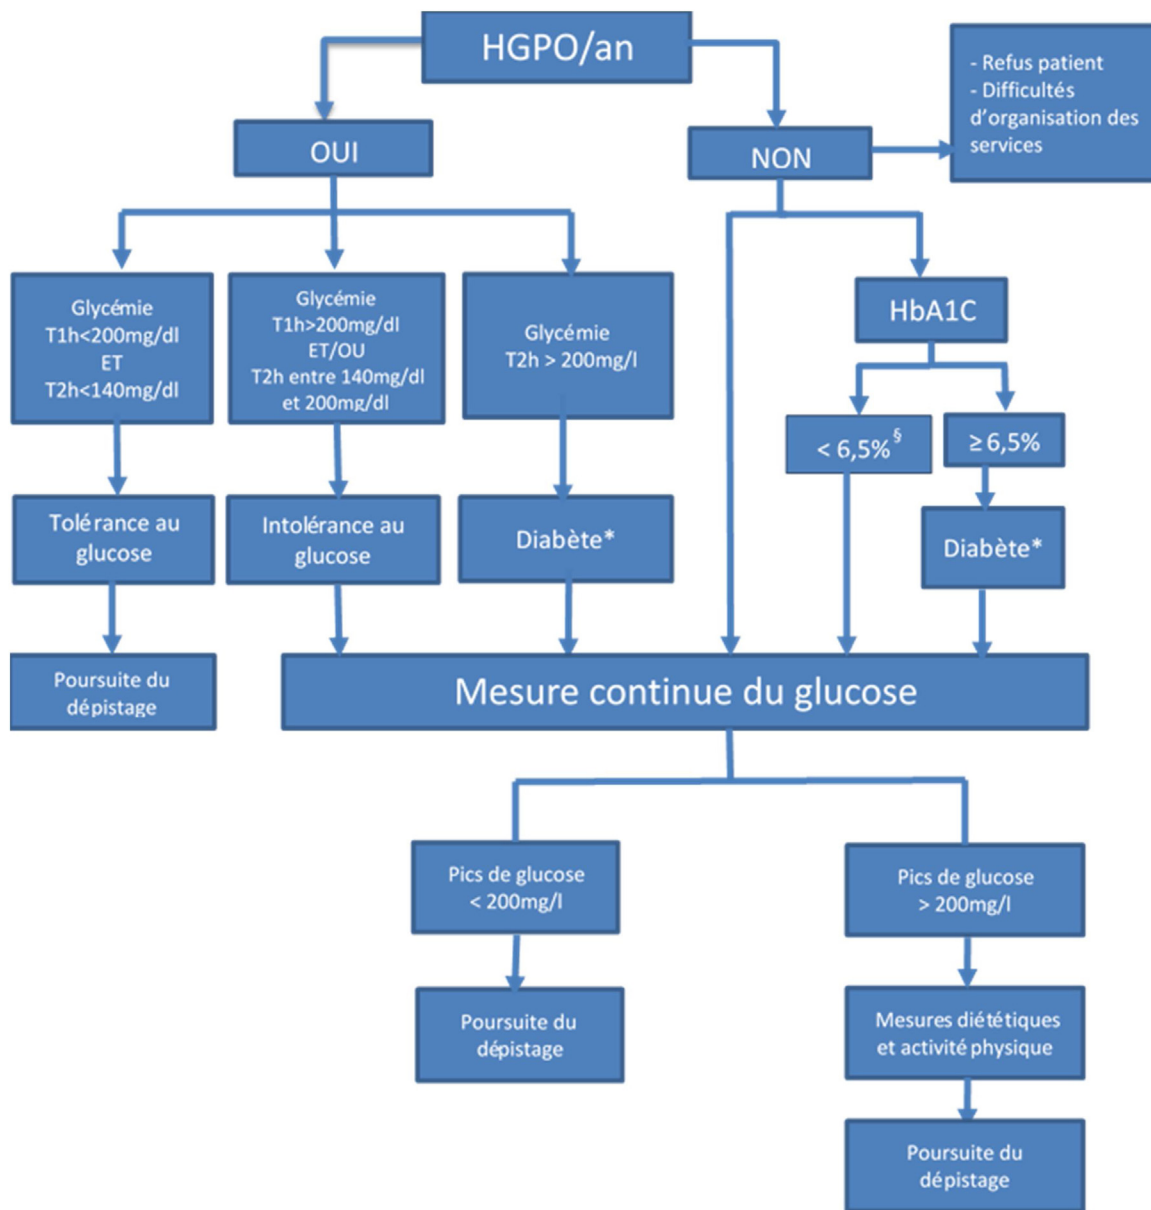 HGPO/an
- Refus patient
- Difficultés
d'organisation des
services
OUI
NON
Glycémie
T1h<200mg/dl
ET
T2h<140mg/dl
Glycémie
T1h>200mg/dl
ET/OU
T2h entre 140mg/dl
et 200mg/dl
Glycémie
T2h > 200mg/l
HbA1C
< 6,5%§
≥ 6,5%
Tolérance au
glucose
Intolérance au
glucose
Diabète*
Diabète*
Poursuite du
dépistage
Mesure continue du glucose
Pics de glucose
< 200mg/l
Pics de glucose
> 200mg/l
Poursuite du
dépistage
Mesures diététiques
et activité physique
Poursuite du
dépistage